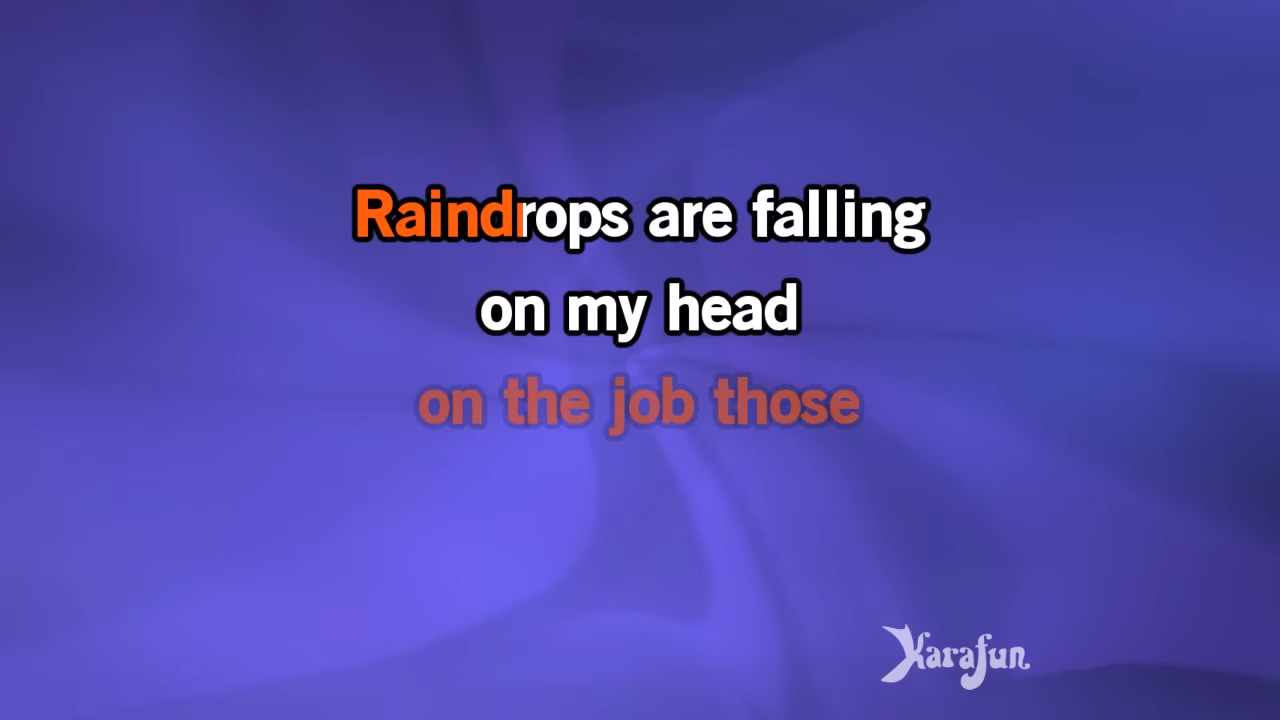 Raindrops are falling
on my head
on the job those
Karafun